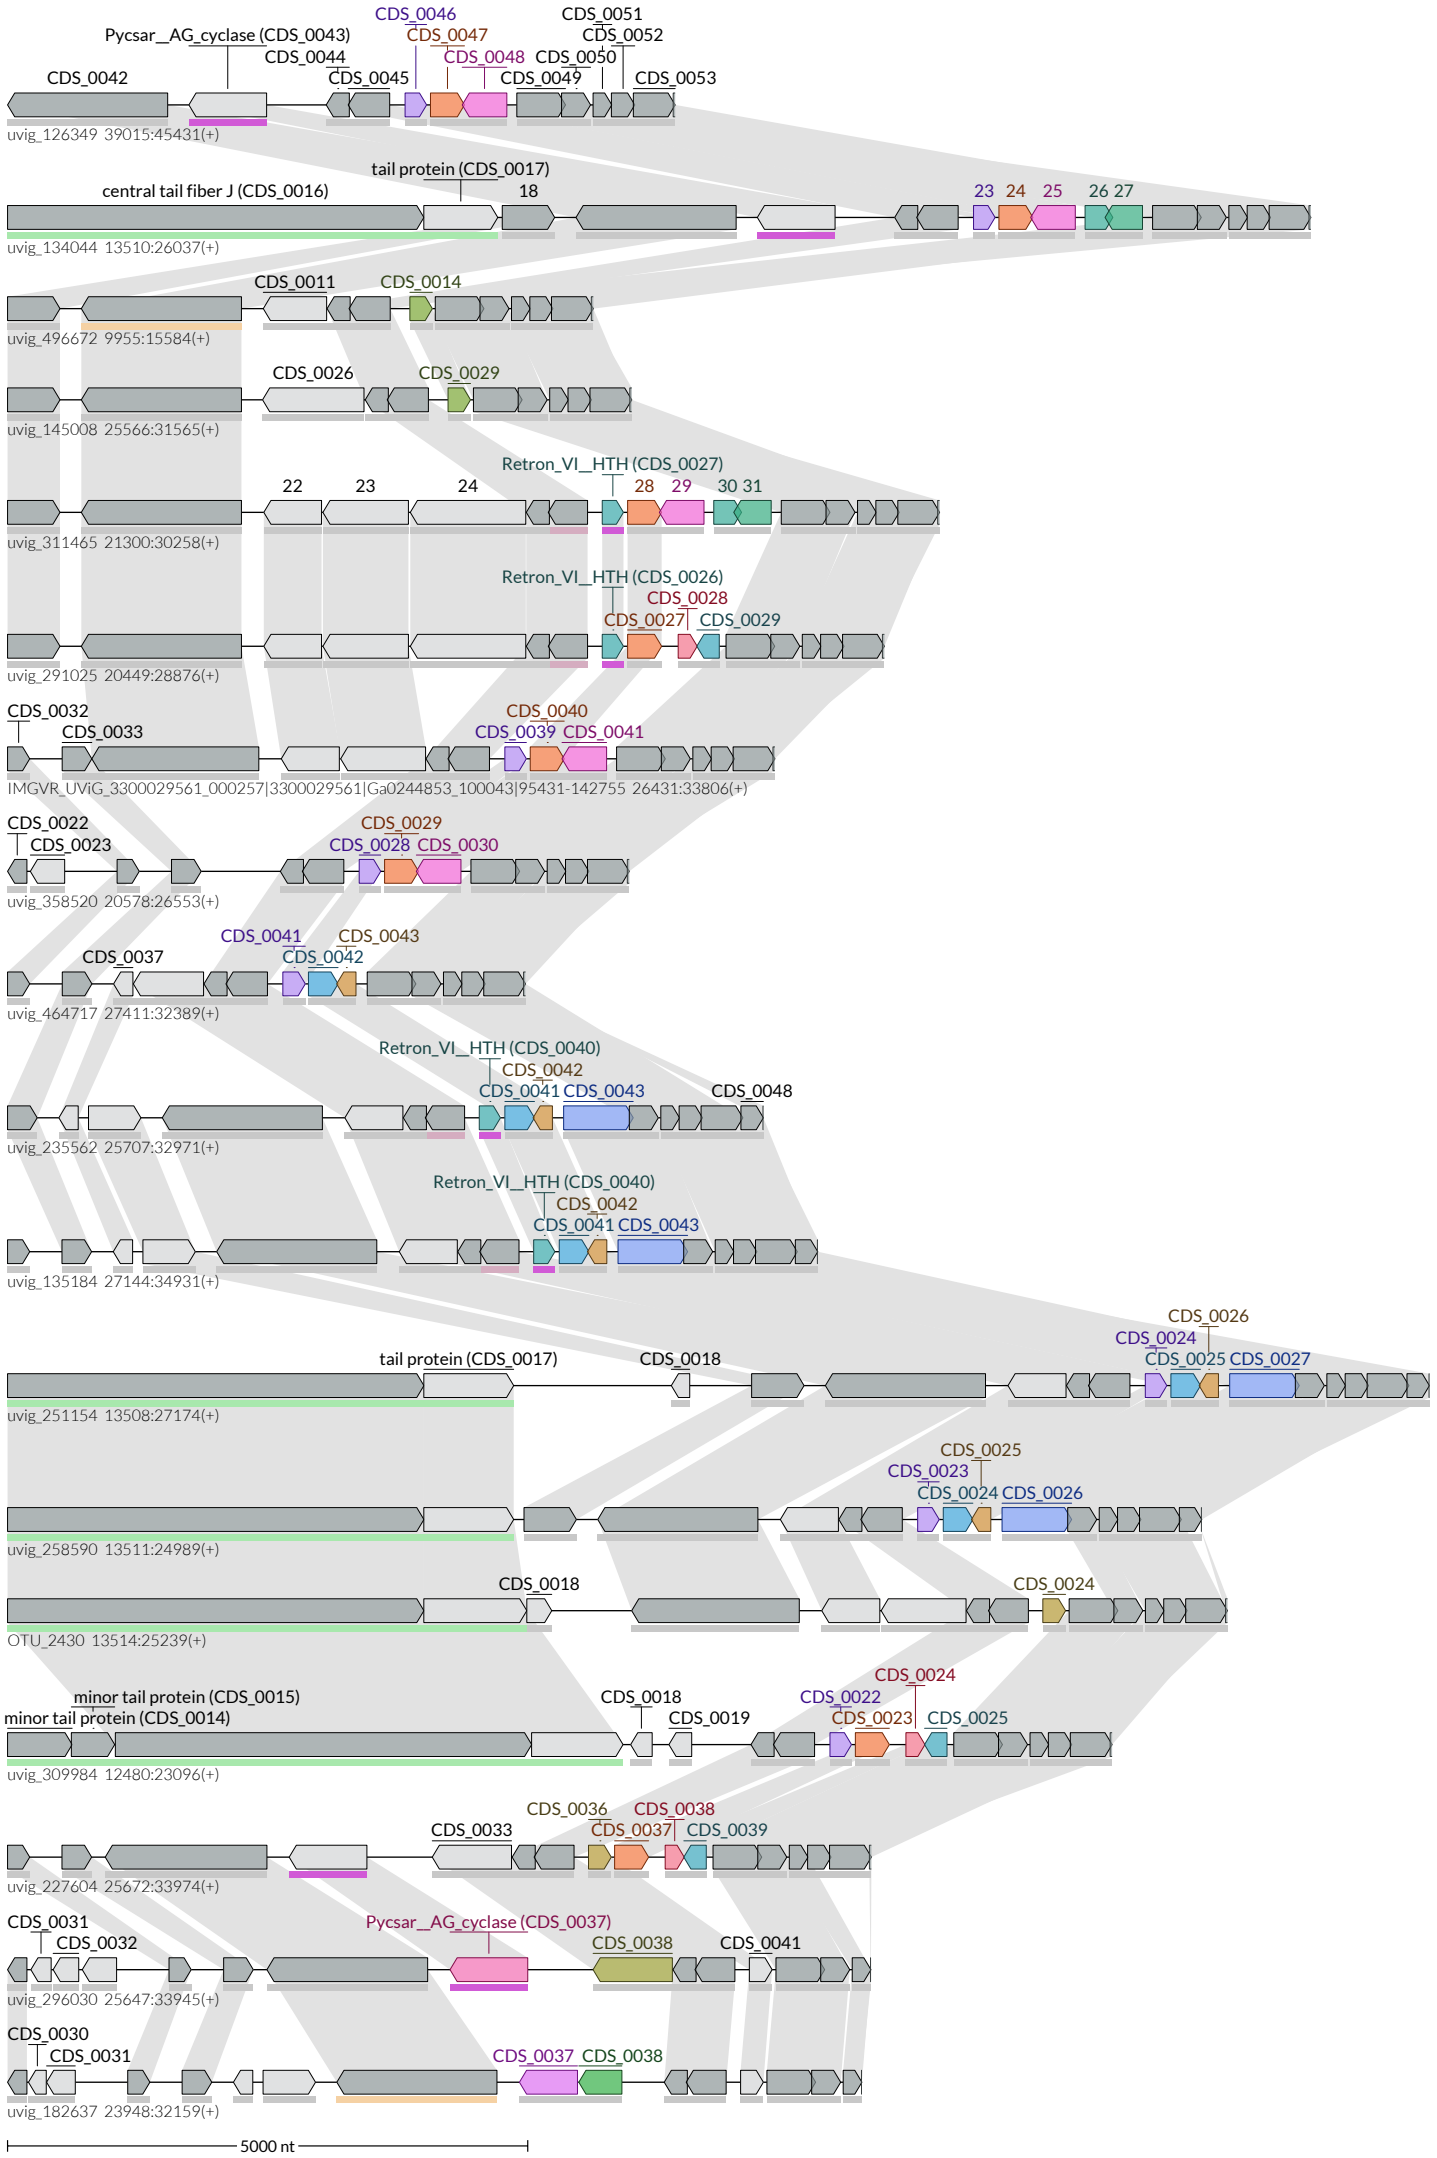 CDS_0051
CDS_0046
Pycsar__AG_cyclase (CDS_0043)
CDS_0047
CDS_0052
CDS_0044
CDS_0048
CDS_0050
CDS_0042
CDS_0045
CDS_0049
CDS_0053
uvig_126349 39015:45431(+)
tail protein (CDS_0017)
central tail fiber J (CDS_0016)
18
23
24
25
26
27
uvig_134044 13510:26037(+)
CDS_0011
CDS_0014
uvig_496672 9955:15584(+)
CDS_0026
CDS_0029
uvig_145008 25566:31565(+)
Retron_VI__HTH (CDS_0027)
22
23
24
28
29
30
31
uvig_311465 21300:30258(+)
Retron_VI__HTH (CDS_0026)
CDS_0028
CDS_0027
CDS_0029
uvig_291025 20449:28876(+)
CDS_0032
CDS_0040
CDS_0033
CDS_0039
CDS_0041
IMGVR_UViG_3300029561_000257|3300029561|Ga0244853_100043|95431-142755 26431:33806(+)
CDS_0022
CDS_0029
CDS_0023
CDS_0028
CDS_0030
uvig_358520 20578:26553(+)
CDS_0041
CDS_0043
CDS_0037
CDS_0042
uvig_464717 27411:32389(+)
Retron_VI__HTH (CDS_0040)
CDS_0042
CDS_0041
CDS_0043
CDS_0048
uvig_235562 25707:32971(+)
Retron_VI__HTH (CDS_0040)
CDS_0042
CDS_0041
CDS_0043
uvig_135184 27144:34931(+)
CDS_0026
CDS_0024
tail protein (CDS_0017)
CDS_0018
CDS_0025
CDS_0027
uvig_251154 13508:27174(+)
CDS_0025
CDS_0023
CDS_0024
CDS_0026
uvig_258590 13511:24989(+)
CDS_0018
CDS_0024
OTU_2430 13514:25239(+)
CDS_0024
minor tail protein (CDS_0015)
CDS_0018
CDS_0022
minor tail protein (CDS_0014)
CDS_0019
CDS_0023
CDS_0025
uvig_309984 12480:23096(+)
CDS_0036
CDS_0038
CDS_0033
CDS_0037
CDS_0039
uvig_227604 25672:33974(+)
CDS_0031
Pycsar__AG_cyclase (CDS_0037)
CDS_0032
CDS_0038
CDS_0041
uvig_296030 25647:33945(+)
CDS_0030
CDS_0031
CDS_0037
CDS_0038
uvig_182637 23948:32159(+)
5000 nt